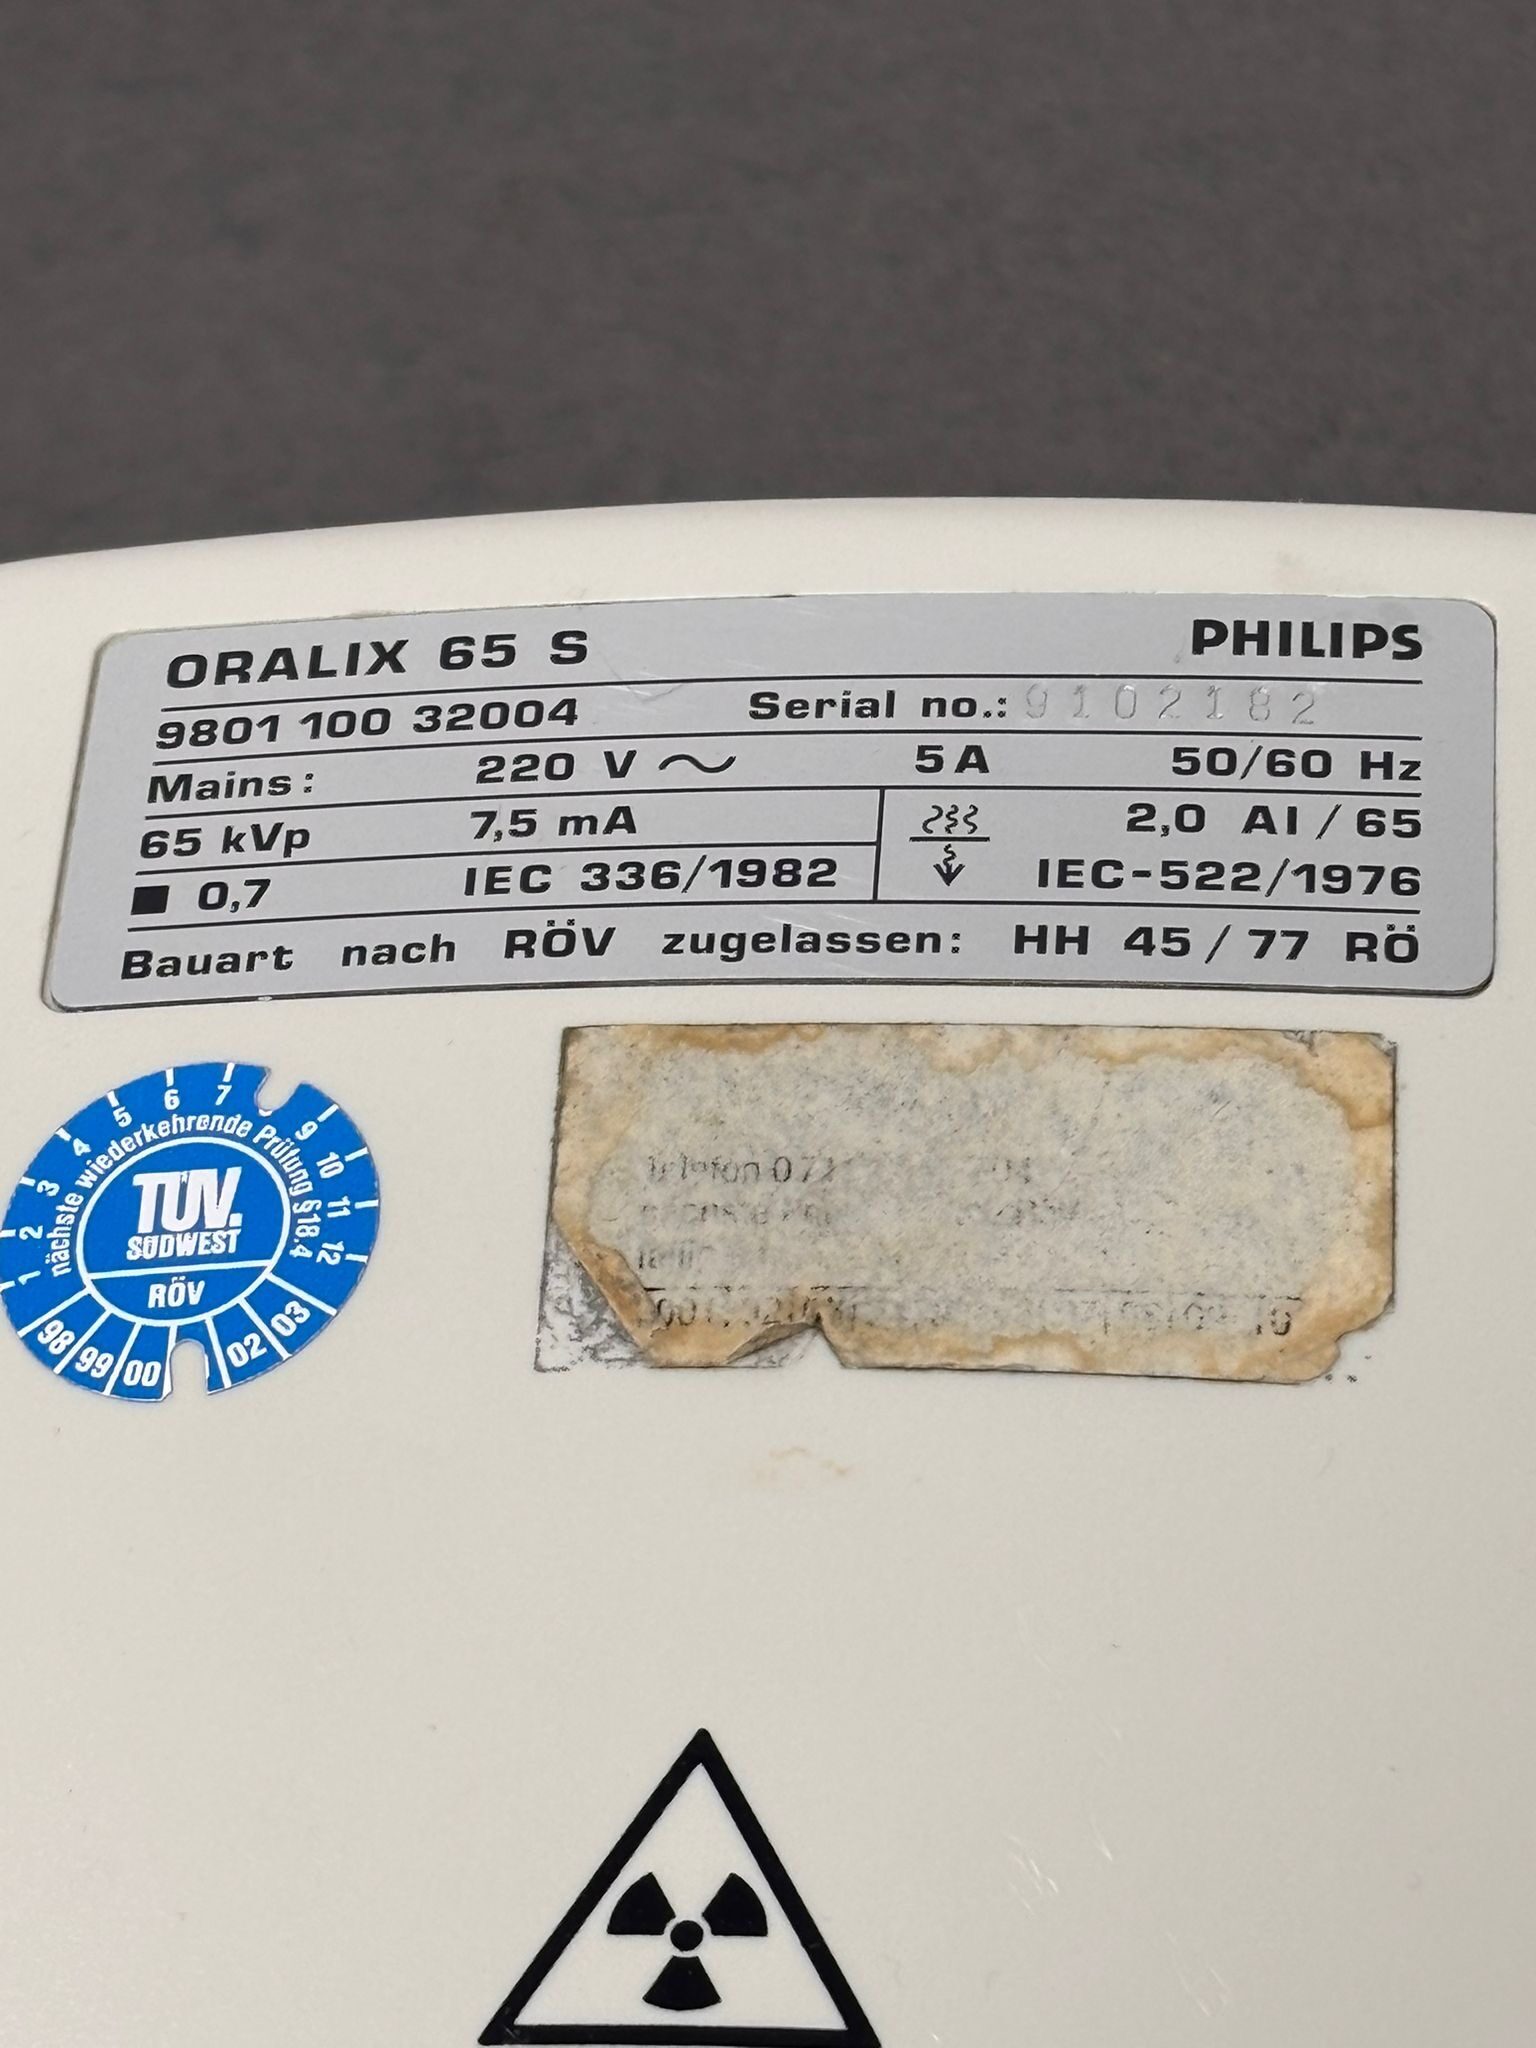 ORALIX 65 S PHILIPS
9801 100 32004 Serial no.: 9102182
Mains: 220 V ~ 5 A 50/60 Hz
65 kVp 7,5 mA 2,0 Al / 65
■ 0,7 IEC 336/1982 IEC-522/1976
Bauart nach RÖV zugelassen: HH 45 / 77 RÖ
1 2 3 4 5 6 7 9 10 11 12
nächste wiederkehrende Prüfung §18.4
TÜV
SÜDWEST
RÖV
98 99 00 02 03
Telefon 07